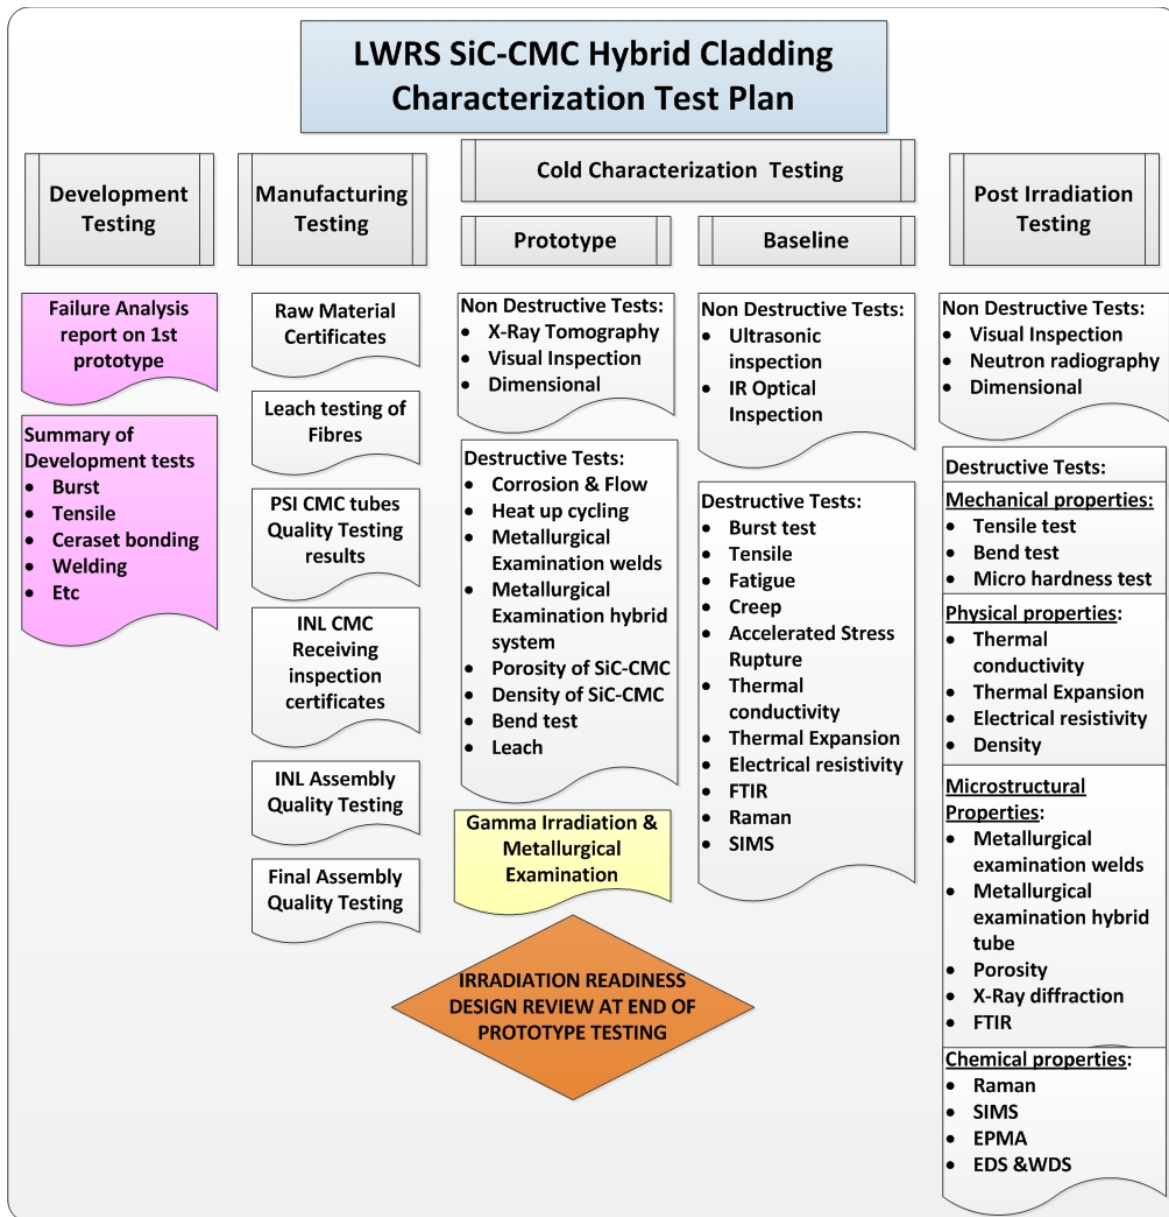 LWRS SiC-CMC Hybrid Cladding
Characterization Test Plan
Development
Testing
Failure Analysis
report on 1st
prototype
Summary of
Development tests
• Burst
• Tensile
• Ceraset bonding
• Welding
• Etc
Manufacturing
Testing
Raw Material
Certificates
Leach testing of
Fibres
PSI CMC tubes
Quality Testing
results
INL CMC
Receiving
inspection
certificates
INL Assembly
Quality Testing
Final Assembly
Quality Testing
Cold Characterization Testing
Prototype
Non Destructive Tests:
• X-Ray Tomography
• Visual Inspection
• Dimensional
Destructive Tests:
• Corrosion & Flow
• Heat up cycling
• Metallurgical
Examination welds
• Metallurgical
Examination hybrid
system
• Porosity of SiC-CMC
• Density of SiC-CMC
• Bend test
• Leach
Gamma Irradiation &
Metallurgical
Examination
IRRADIATION READINESS
DESIGN REVIEW AT END OF
PROTOTYPE TESTING
Baseline
Non Destructive Tests:
• Ultrasonic
inspection
• IR Optical
Inspection
Destructive Tests:
• Burst test
• Tensile
• Fatigue
• Creep
• Accelerated Stress
Rupture
• Thermal
conductivity
• Thermal Expansion
• Electrical resistivity
• FTIR
• Raman
• SIMS
Post Irradiation
Testing
Non Destructive Tests:
• Visual Inspection
• Neutron radiography
• Dimensional
Destructive Tests:
Mechanical properties:
• Tensile test
• Bend test
• Micro hardness test
Physical properties:
• Thermal
conductivity
• Thermal Expansion
• Electrical resistivity
• Density
Microstructural
Properties:
• Metallurgical
examination welds
• Metallurgical
examination hybrid
tube
• Porosity
• X-Ray diffraction
• FTIR
Chemical properties:
• Raman
• SIMS
• EPMA
• EDS &WDS